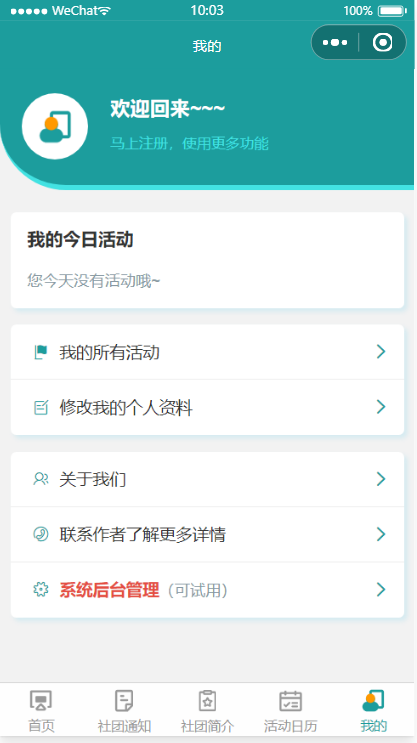 WeChat 10:03 100%
我的
欢迎回来~~~
马上注册，使用更多功能
我的今日活动
您今天没有活动哦~
我的所有活动
修改我的个人资料
关于我们
联系作者了解更多详情
系统后台管理（可试用）
首页 社团通知 社团简介 活动日历 我的